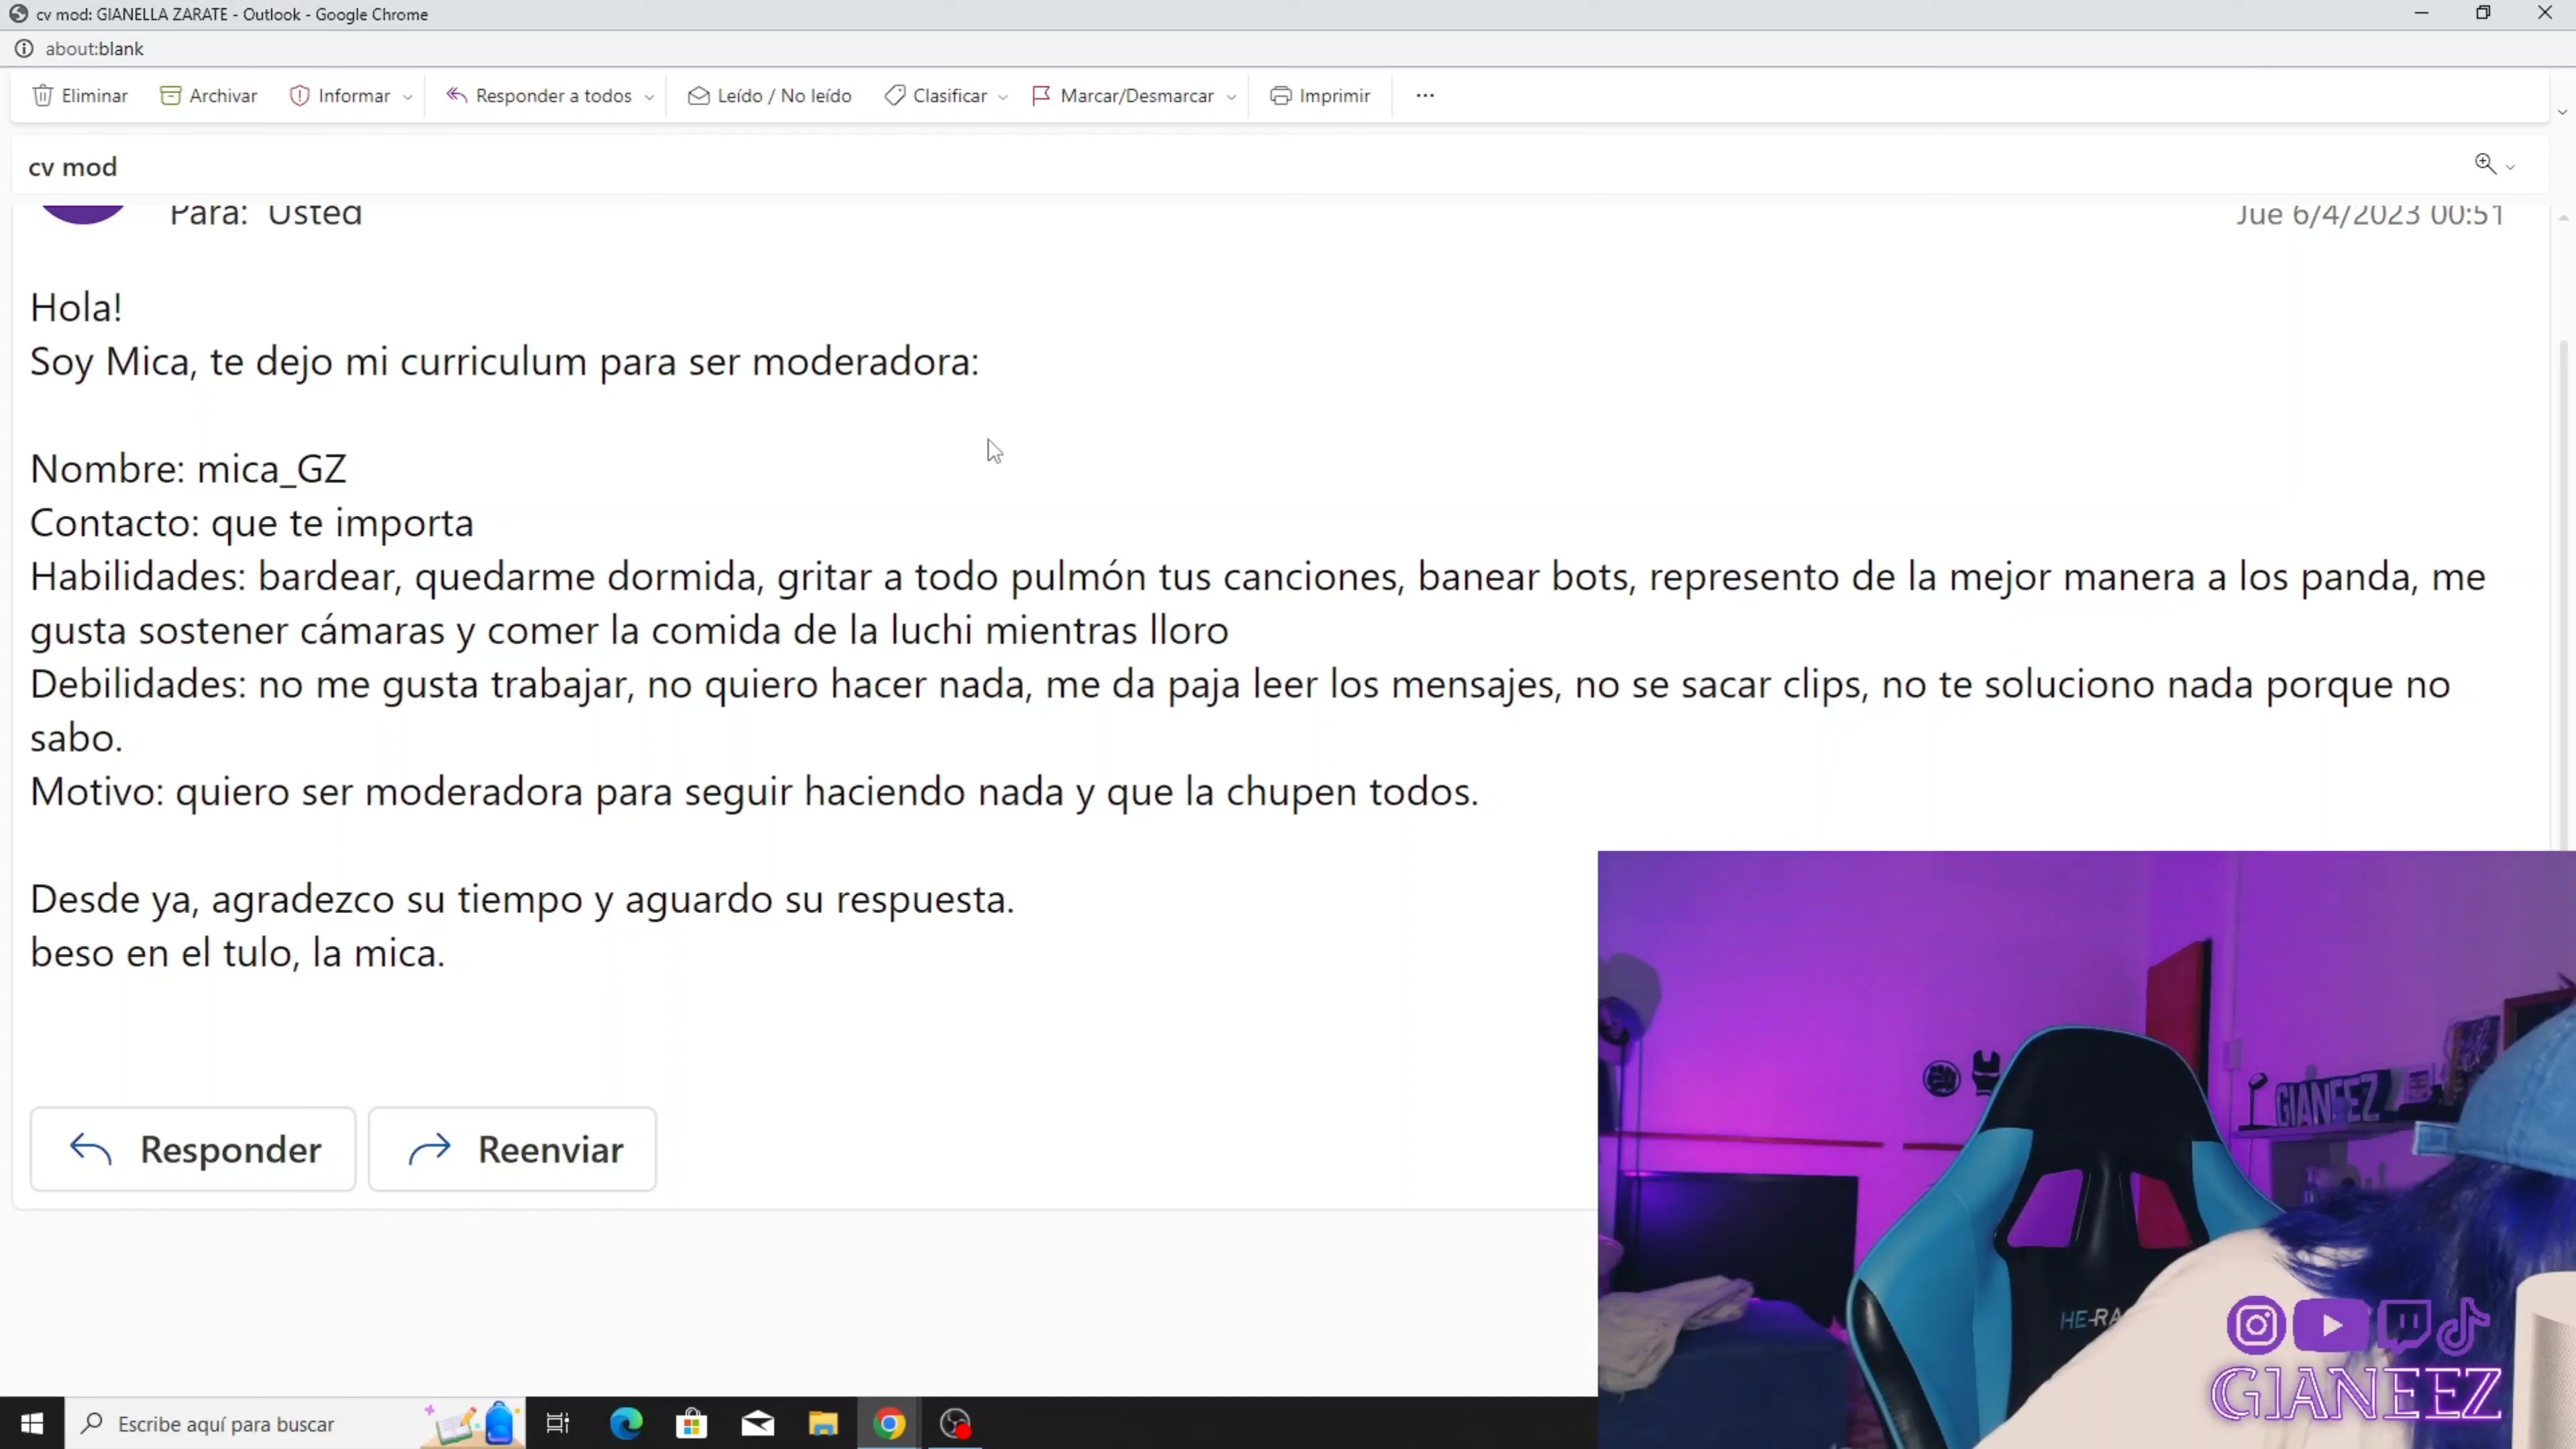 cv mod: GIANELLA ZARATE - Outlook - Google Chrome
about:blank
Eliminar Archivar Informar Responder a todos Leído / No leído Clasificar Marcar/Desmarcar Imprimir ...
cv mod
Para: Usted Jue 6/4/2023 00:51
Hola!
Soy Mica, te dejo mi curriculum para ser moderadora:
Nombre: mica_GZ
Contacto: que te importa
Habilidades: bardear, quedarme dormida, gritar a todo pulmón tus canciones, banear bots, represento de la mejor manera a los panda, me
gusta sostener cámaras y comer la comida de la luchi mientras lloro
Debilidades: no me gusta trabajar, no quiero hacer nada, me da paja leer los mensajes, no se sacar clips, no te soluciono nada porque no
sabo.
Motivo: quiero ser moderadora para seguir haciendo nada y que la chupen todos.
Desde ya, agradezco su tiempo y aguardo su respuesta.
beso en el tulo, la mica.
Responder Reenviar
GIANEEZ
GIANEEZ
Escribe aquí para buscar